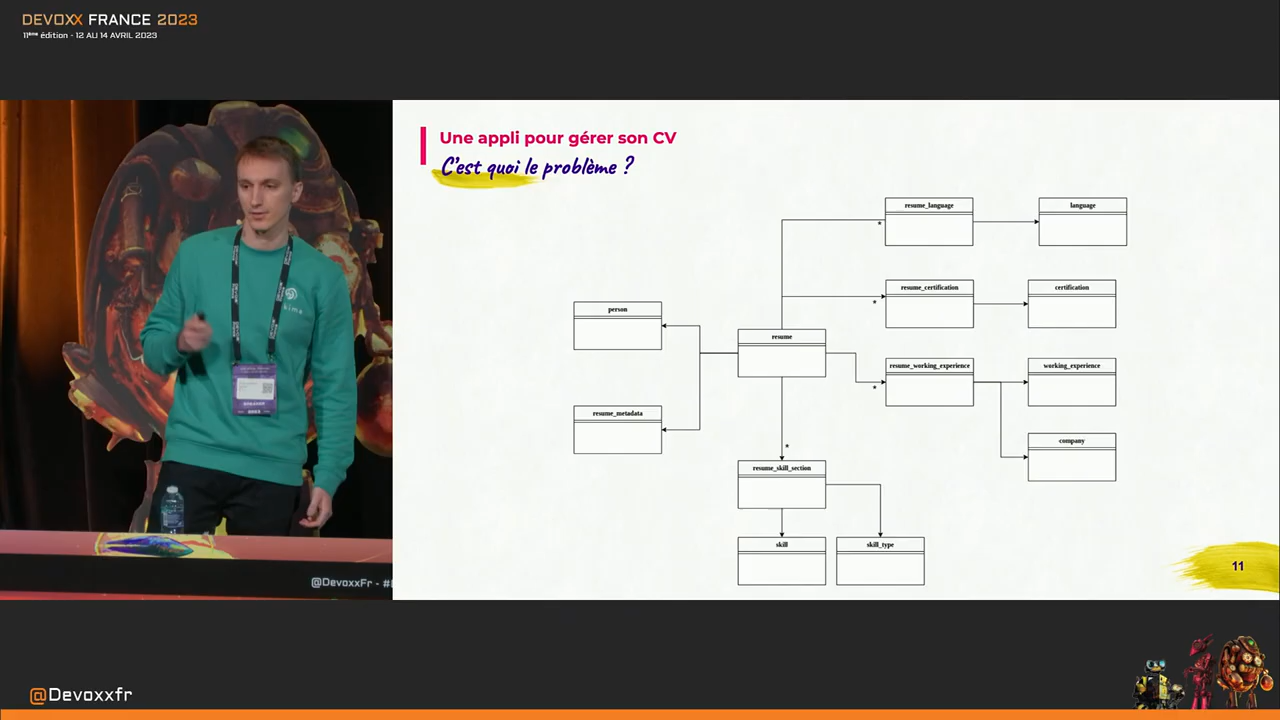 DEVOXX FRANCE 2023
11ème édition - 12 AU 14 AVRIL 2023
Une appli pour gérer son CV
C'est quoi le problème ?
resume_language
language
*
resume_certification
certification
*
person
resume
resume_working_experience
working_experience
*
resume_metadata
company
*
resume_skill_section
skill
skill_type
11
@DevoxxFr - #
SPEAKER
@Devoxxfr